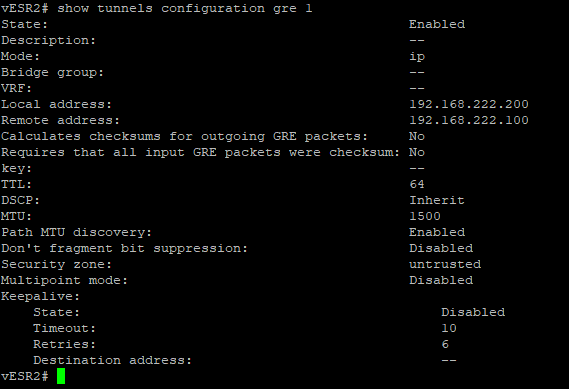 vESR2# show tunnels configuration gre 1
State: Enabled
Description: --
Mode: ip
Bridge group: --
VRF: --
Local address: 192.168.222.200
Remote address: 192.168.222.100
Calculates checksums for outgoing GRE packets: No
Requires that all input GRE packets were checksum: No
key: --
TTL: 64
DSCP: Inherit
MTU: 1500
Path MTU discovery: Enabled
Don't fragment bit suppression: Disabled
Security zone: untrusted
Multipoint mode: Disabled
Keepalive:
    State: Disabled
    Timeout: 10
    Retries: 6
    Destination address: --
vESR2#